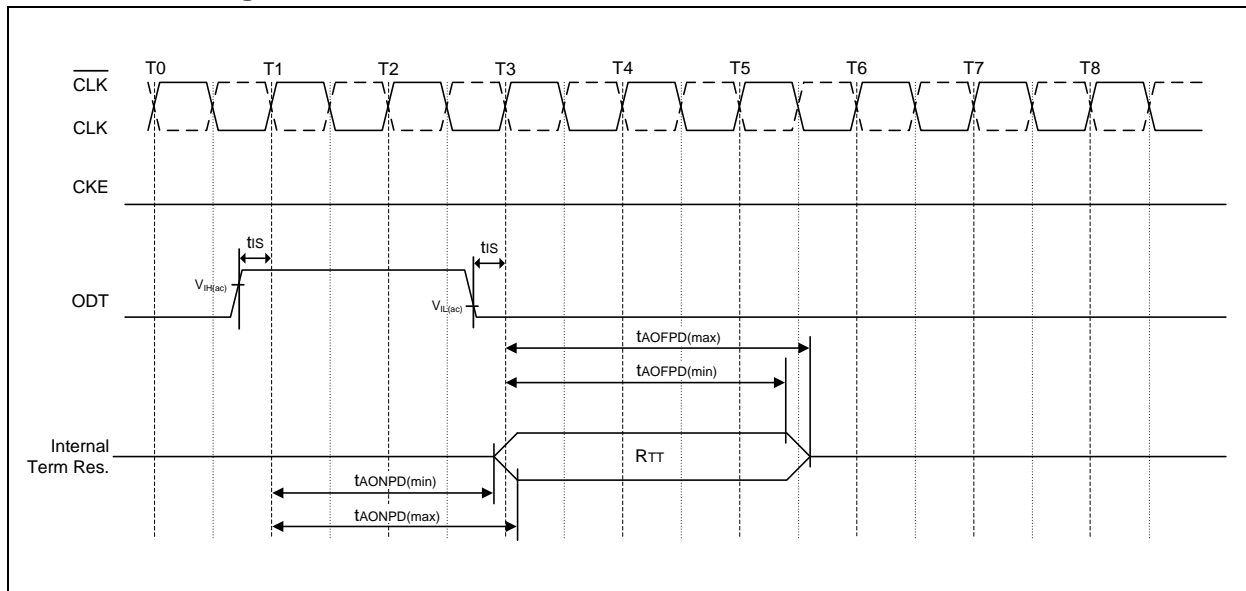 T0 T1 T2 T3 T4 T5 T6 T7 T8
CLK
CLK
CKE
tIS tIS
VIH(ac)
ODT
VIL(ac)
tAOFPD(max)
tAOFPD(min)
Internal
Term Res.
RTT
tAONPD(min)
tAONPD(max)